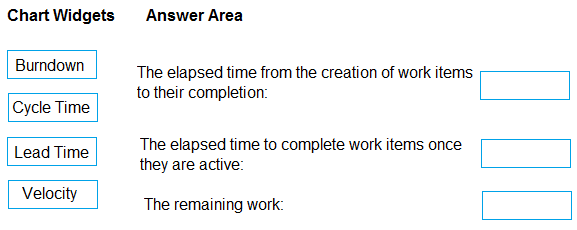 Chart Widgets
Answer Area
Burndown
Cycle Time
Lead Time
Velocity
The elapsed time from the creation of work items
to their completion:
The elapsed time to complete work items once
they are active:
The remaining work: